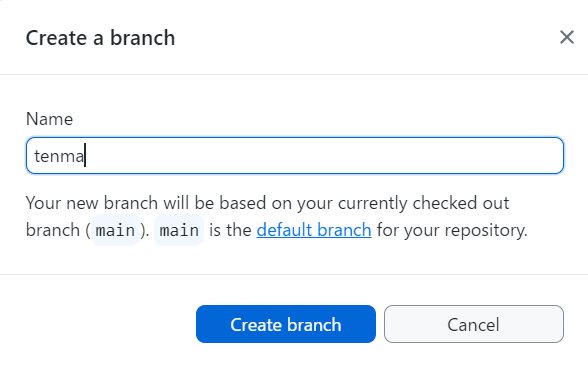 Create a branch
Name
tenma
Your new branch will be based on your currently checked out
branch ( main ). main is the default branch for your repository.
Create branch
Cancel